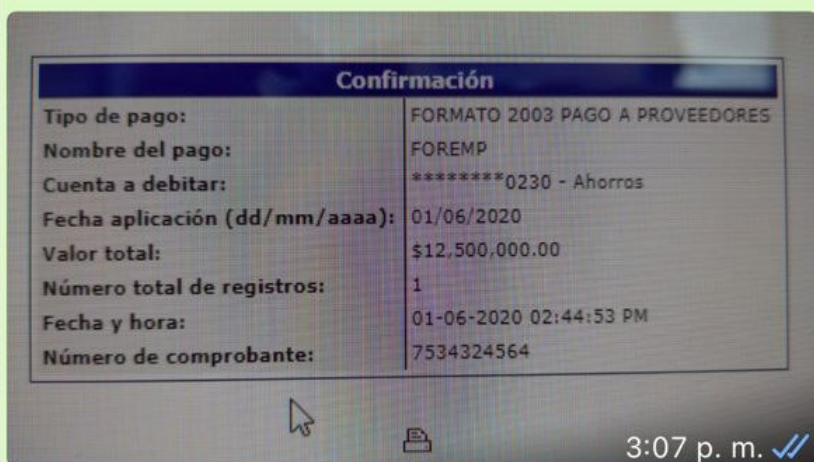 Confirmación
Tipo de pago: FORMATO 2003 PAGO A PROVEEDORES
Nombre del pago: FOREMP
Cuenta a debitar: ********0230 - Ahorros
Fecha aplicación (dd/mm/aaaa): 01/06/2020
Valor total: $12,500,000.00
Número total de registros: 1
Fecha y hora: 01-06-2020 02:44:53 PM
Número de comprobante: 7534324564
3:07 p. m.